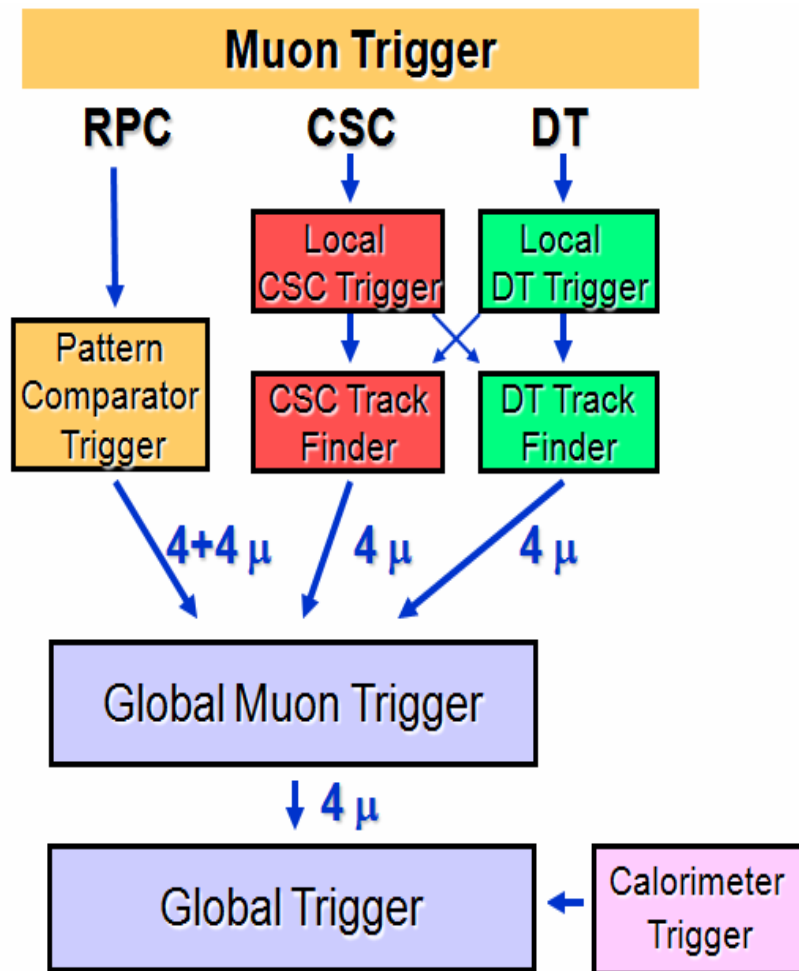 Muon Trigger
RPC
CSC
DT
Local
CSC Trigger
Local
DT Trigger
Pattern
Comparator
Trigger
CSC Track
Finder
DT Track
Finder
4+4 μ
4 μ
4 μ
Global Muon Trigger
4 μ
Global Trigger
Calorimeter
Trigger